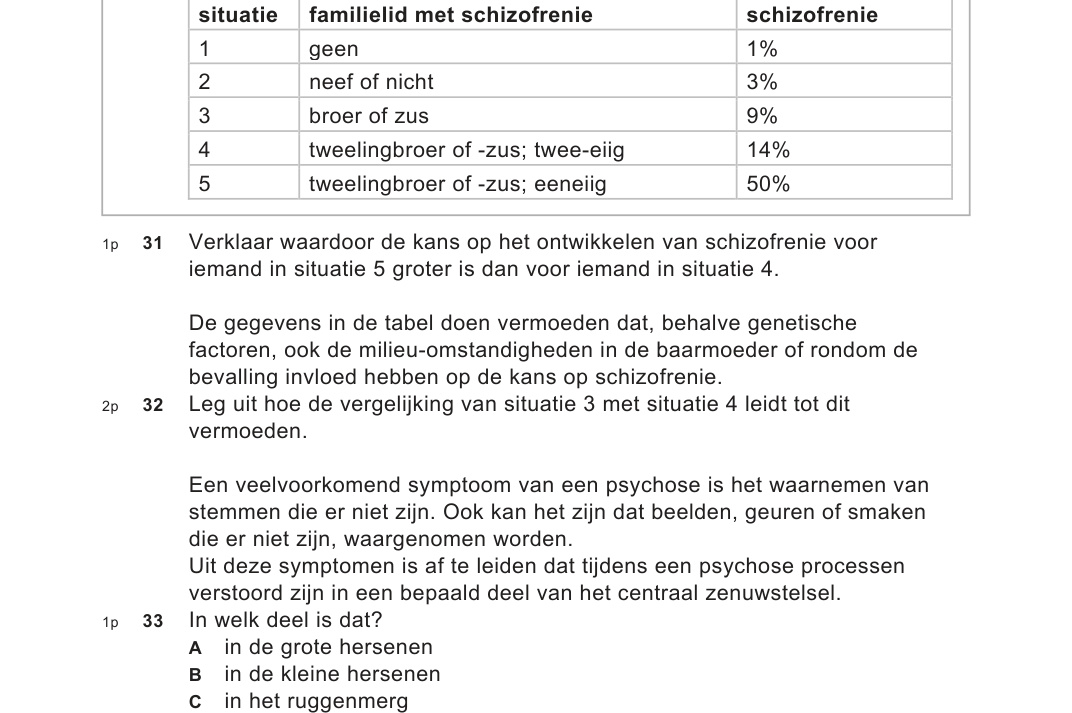 situatie familielid met schizofrenie schizofrenie
1 geen 1%
2 neef of nicht 3%
3 broer of zus 9%
4 tweelingbroer of -zus; twee-eiig 14%
5 tweelingbroer of -zus; eeneiig 50%
1p 31 Verklaar waardoor de kans op het ontwikkelen van schizofrenie voor
iemand in situatie 5 groter is dan voor iemand in situatie 4.
De gegevens in de tabel doen vermoeden dat, behalve genetische
factoren, ook de milieu-omstandigheden in de baarmoeder of rondom de
bevalling invloed hebben op de kans op schizofrenie.
2p 32 Leg uit hoe de vergelijking van situatie 3 met situatie 4 leidt tot dit
vermoeden.
Een veelvoorkomend symptoom van een psychose is het waarnemen van
stemmen die er niet zijn. Ook kan het zijn dat beelden, geuren of smaken
die er niet zijn, waargenomen worden.
Uit deze symptomen is af te leiden dat tijdens een psychose processen
verstoord zijn in een bepaald deel van het centraal zenuwstelsel.
1p 33 In welk deel is dat?
A in de grote hersenen
B in de kleine hersenen
C in het ruggenmerg